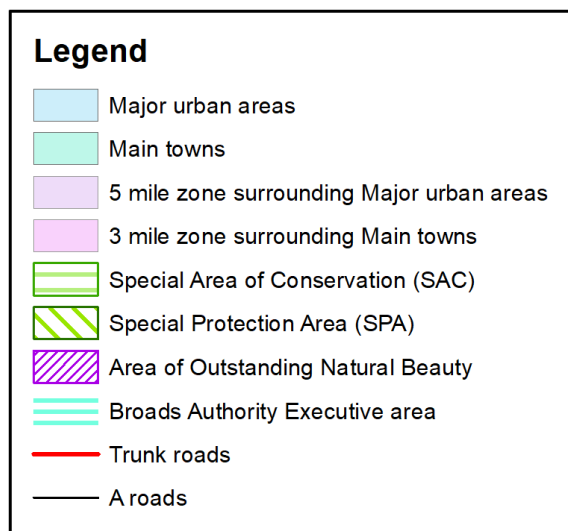 Legend
Major urban areas
Main towns
5 mile zone surrounding Major urban areas
3 mile zone surrounding Main towns
Special Area of Conservation (SAC)
Special Protection Area (SPA)
Area of Outstanding Natural Beauty
Broads Authority Executive area
Trunk roads
A roads